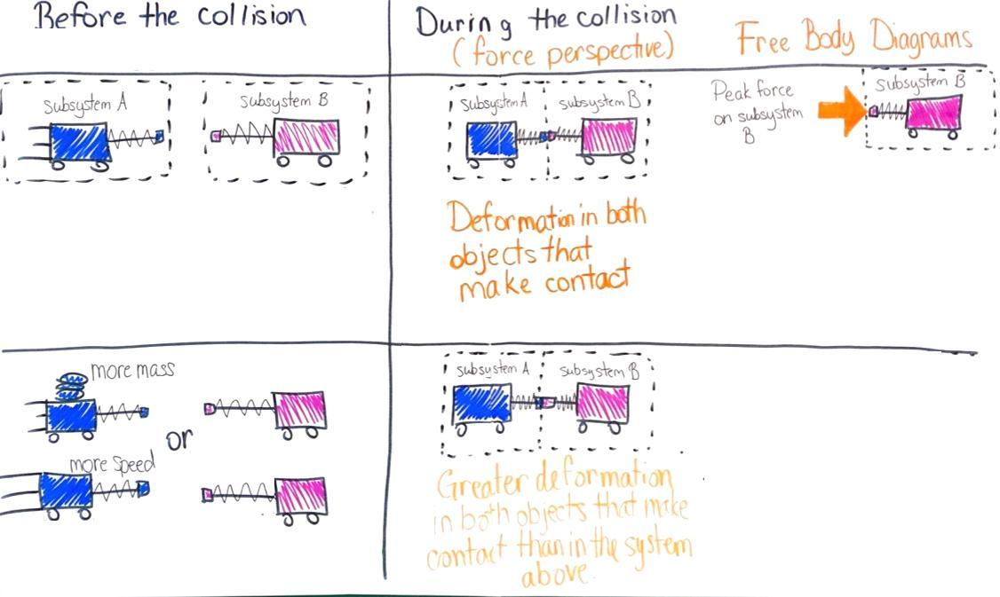 Before the collision
During the collision
(force perspective)
Free Body Diagrams
subsystem A
subsystem B
subsystem A
subsystem B
Peak force
on subsystem
B
subsystem B
Deformation in both
objects that
make contact
more mass
or
more speed
subsystem A
subsystem B
Greater deformation
in both objects that make
contact than in the system
above.